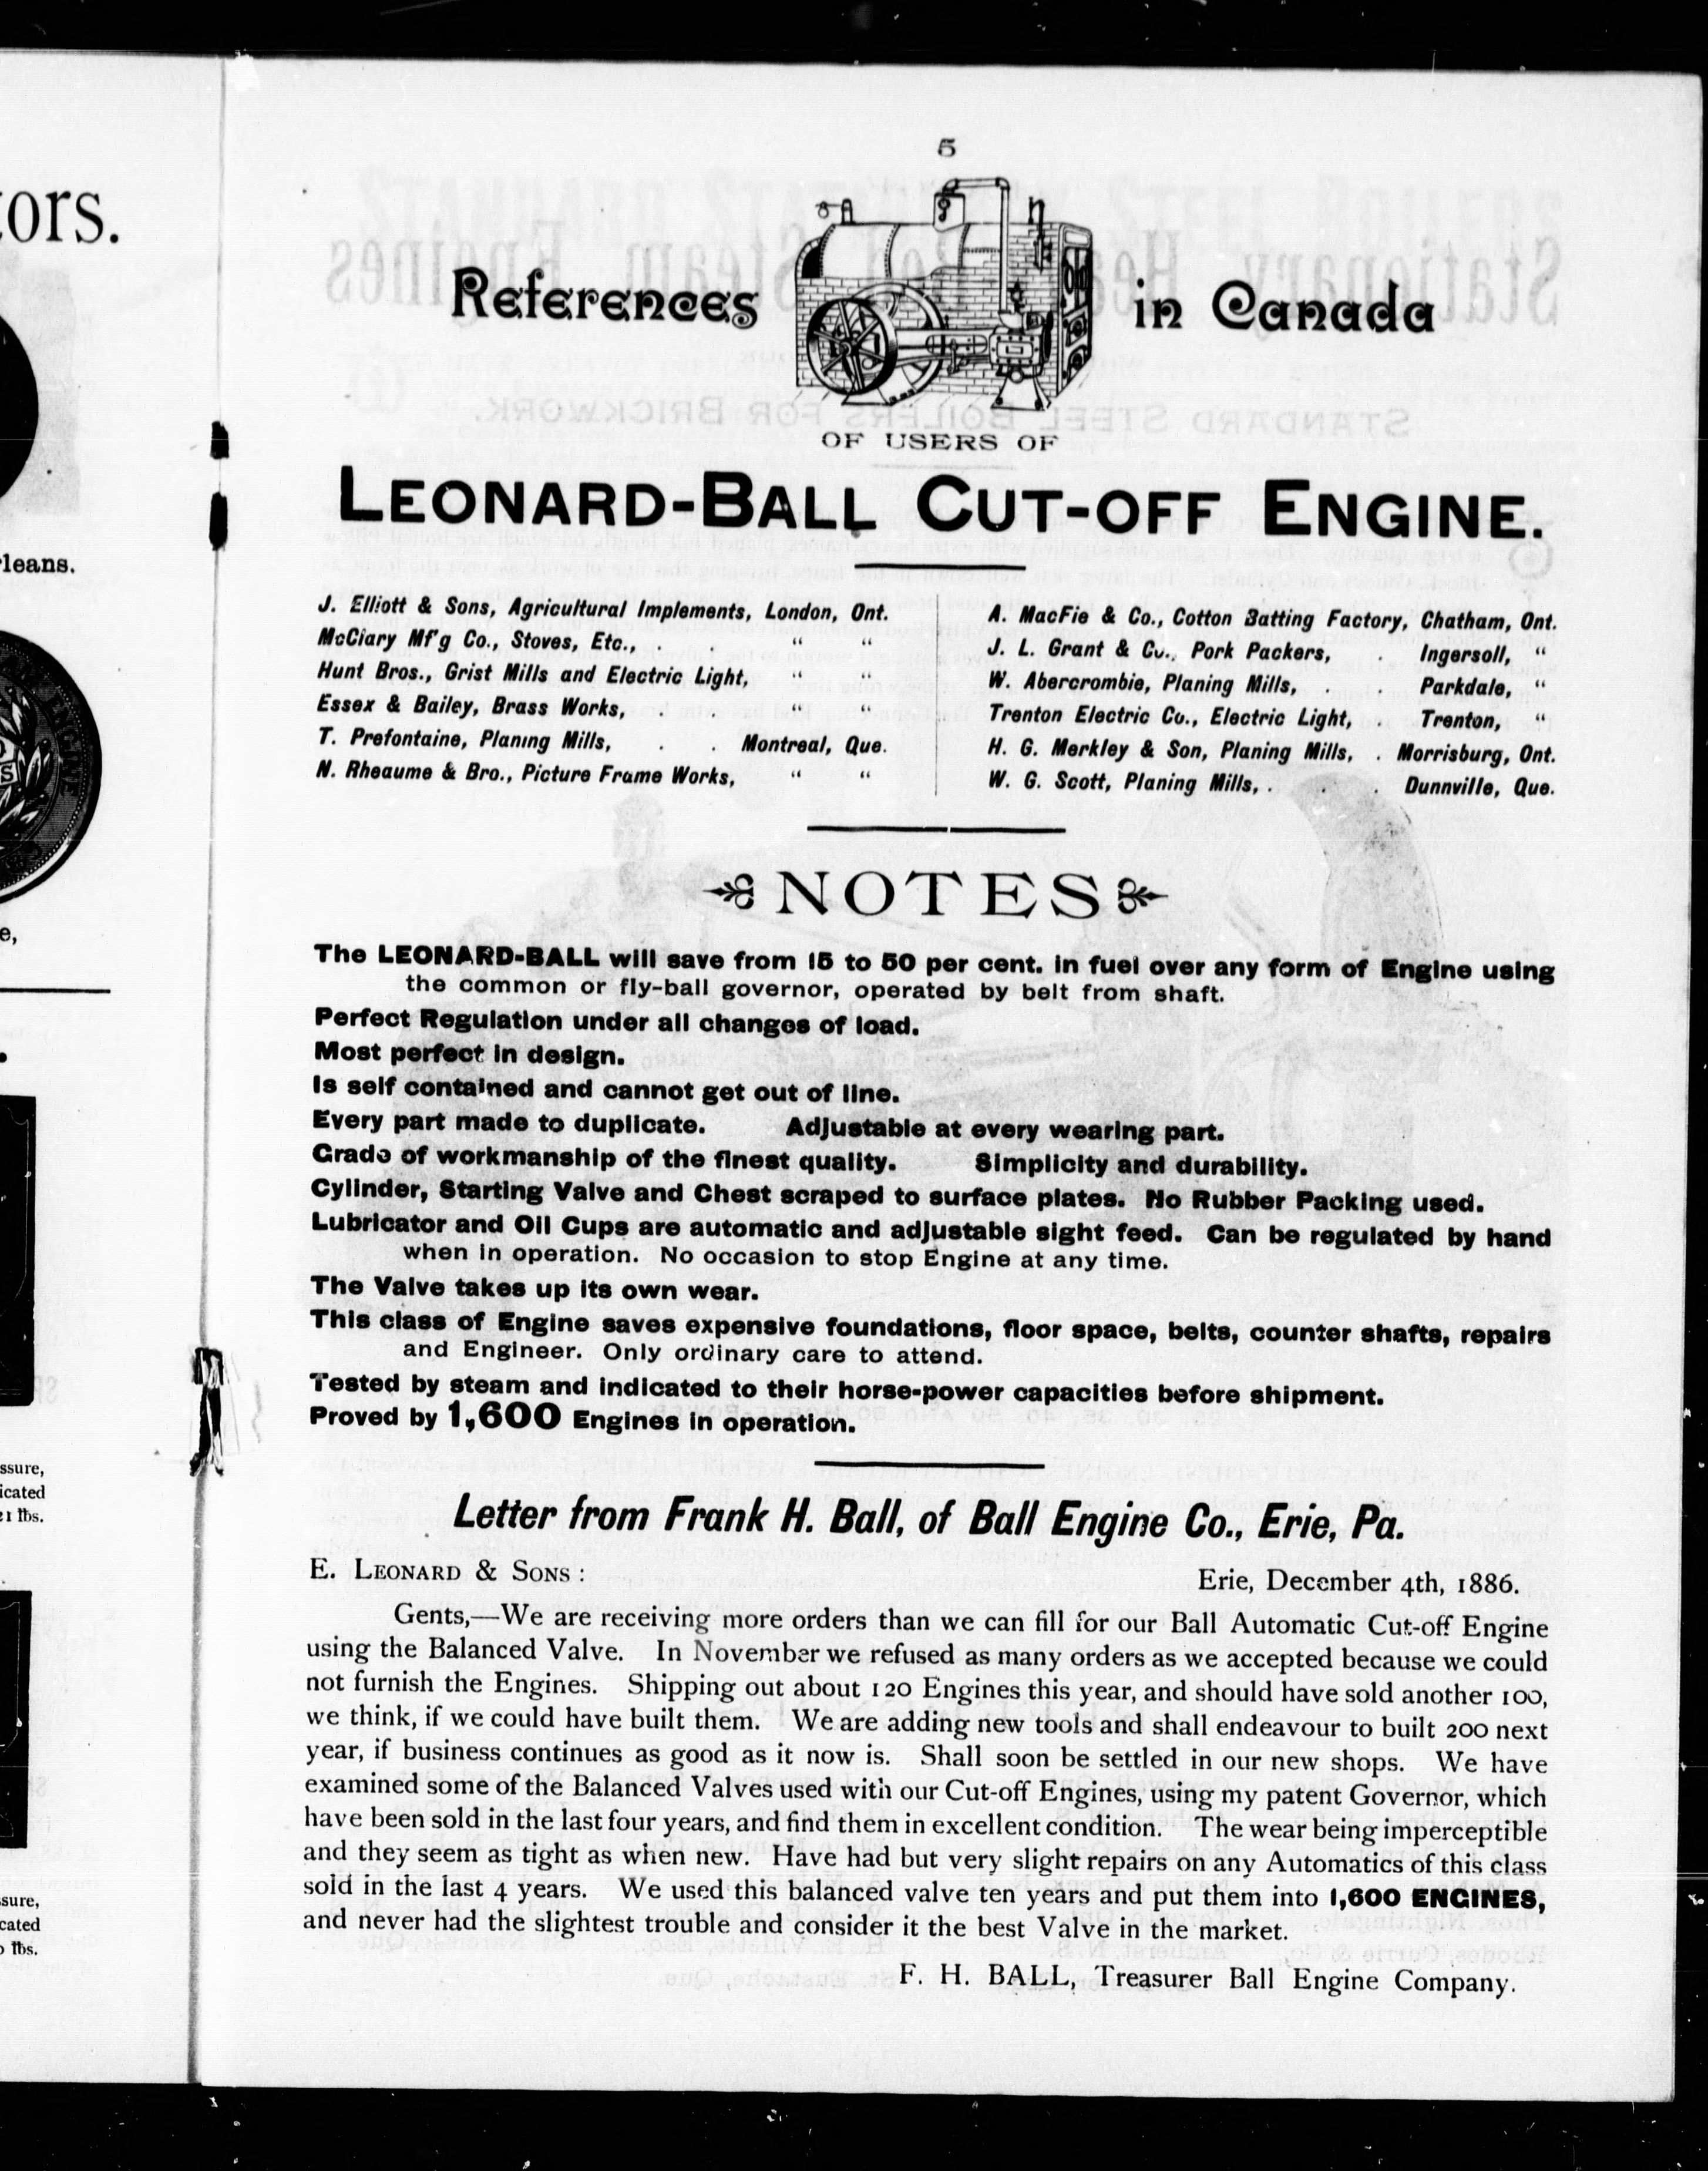 tors.
rleans.
e,
ssure,
icated
21 lbs.
sure,
cated
lbs.
5
References in Canada
OF USERS OF
LEONARD-BALL CUT-OFF ENGINE.
J. Elliott & Sons, Agricultural Implements, London, Ont.
McClary Mf'g Co., Stoves, Etc., . . " "
Hunt Bros., Grist Mills and Electric Light, " "
Essex & Bailey, Brass Works, . . " "
T. Prefontaine, Planing Mills, . . Montreal, Que.
N. Rheaume & Bro., Picture Frame Works, " "
A. MacFie & Co., Cotton Batting Factory, Chatham, Ont.
J. L. Grant & Co., Pork Packers, . Ingersoll, "
W. Abercrombie, Planing Mills, . . Parkdale, "
Trenton Electric Co., Electric Light, . Trenton, "
H. G. Merkley & Son, Planing Mills, . Morrisburg, Ont.
W. G. Scott, Planing Mills, . . . Dunnville, Que.
NOTES
The LEONARD-BALL will save from 15 to 50 per cent. in fuel over any form of Engine using
the common or fly-ball governor, operated by belt from shaft.
Perfect Regulation under all changes of load.
Most perfect in design.
Is self contained and cannot get out of line.
Every part made to duplicate. Adjustable at every wearing part.
Grade of workmanship of the finest quality. Simplicity and durability.
Cylinder, Starting Valve and Chest scraped to surface plates. No Rubber Packing used.
Lubricator and Oil Cups are automatic and adjustable sight feed. Can be regulated by hand
when in operation. No occasion to stop Engine at any time.
The Valve takes up its own wear.
This class of Engine saves expensive foundations, floor space, belts, counter shafts, repairs
and Engineer. Only ordinary care to attend.
Tested by steam and indicated to their horse-power capacities before shipment.
Proved by 1,600 Engines in operation.
Letter from Frank H. Ball, of Ball Engine Co., Erie, Pa.
E. LEONARD & SONS : Erie, December 4th, 1886.
Gents,—We are receiving more orders than we can fill for our Ball Automatic Cut-off Engine
using the Balanced Valve. In November we refused as many orders as we accepted because we could
not furnish the Engines. Shipping out about 120 Engines this year, and should have sold another 100,
we think, if we could have built them. We are adding new tools and shall endeavour to built 200 next
year, if business continues as good as it now is. Shall soon be settled in our new shops. We have
examined some of the Balanced Valves used with our Cut-off Engines, using my patent Governor, which
have been sold in the last four years, and find them in excellent condition. The wear being imperceptible
and they seem as tight as when new. Have had but very slight repairs on any Automatics of this class
sold in the last 4 years. We used this balanced valve ten years and put them into 1,600 ENGINES,
and never had the slightest trouble and consider it the best Valve in the market.
F. H. BALL, Treasurer Ball Engine Company.